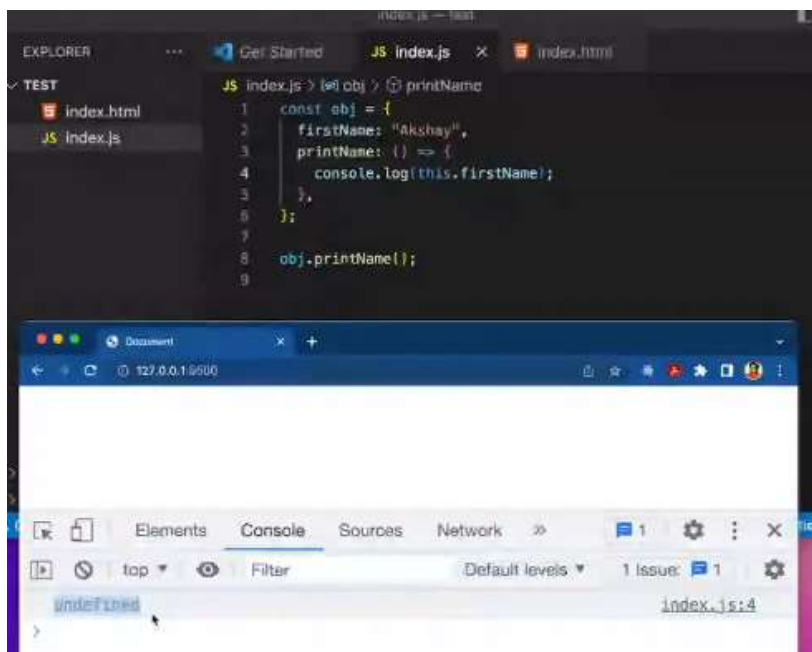 index.js — test
EXPLORER ...
Get Started
JS index.js ×
index.html
TEST
index.html
JS index.js
JS index.js > obj > printName
1 const obj = {
2 firstName: "Akshay",
3 printName: () => {
4 console.log(this.firstName);
5 },
6 };
7
8 obj.printName();
9
Document × +
127.0.0.1:5500
Elements Console Sources Network » 1
top Filter Default levels 1 Issue: 1
undefined index.js:4